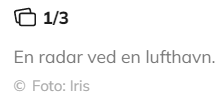 1/3
En radar ved en lufthavn.
© Foto: Iris